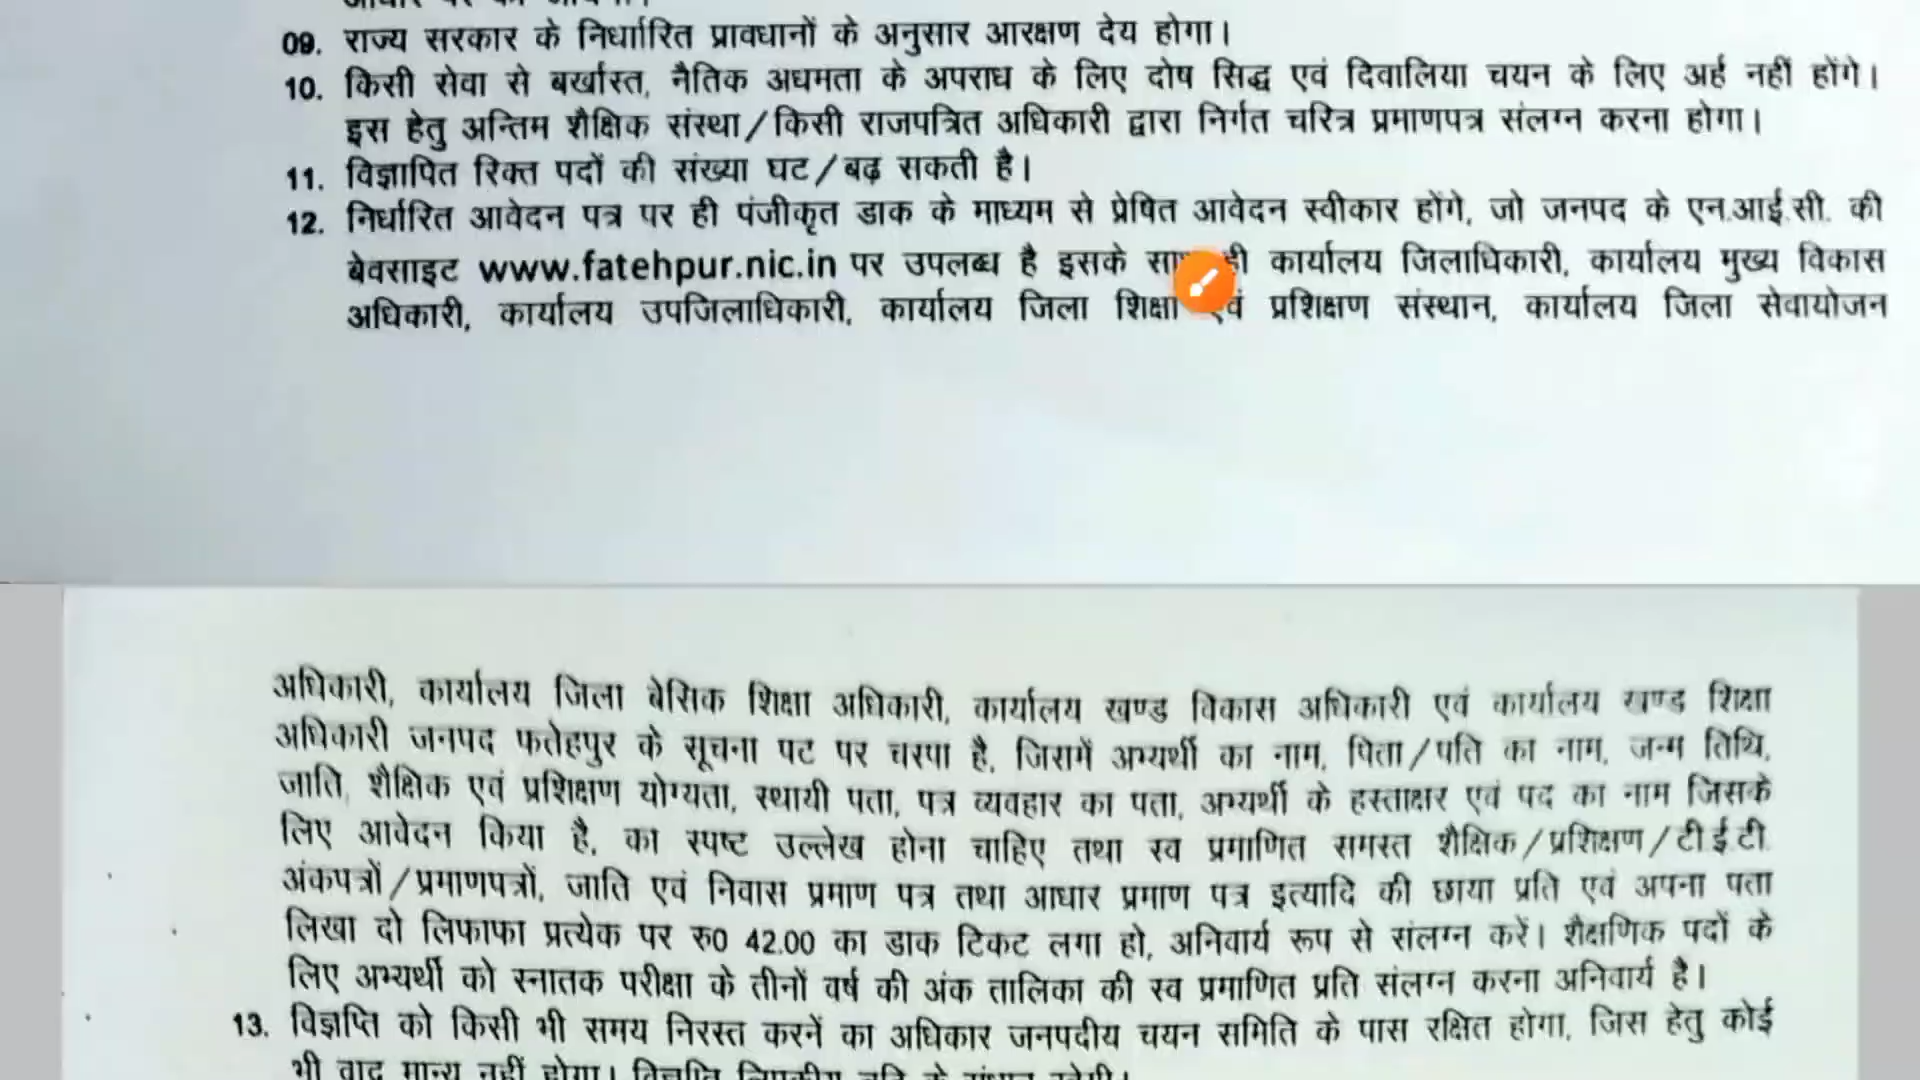 09. राज्य सरकार के निर्धाारित प्रावधानों के अनुसार आरक्षण देय होगा।
10. किसी सेवा से बर्खास्त, नैतिक अधमता के अपराध के लिए दोष सिद्ध एवं दिवालिया चयन के लिए अर्ह नहीं होंगे।
इस हेतु अन्तिम शैक्षिक संस्था/किसी राजपत्रित अधिकारी द्वारा निर्गत चरित्र प्रमाणपत्र संलग्न करना होगा।
11. विज्ञापित रिक्त पदों की संख्या घट/बढ़ सकती है।
12. निर्धारित आवेदन पत्र पर ही पंजीकृत डाक के माध्यम से प्रेषित आवेदन स्वीकार होंगे, जो जनपद के एन.आई.सी. की
बेवसाइट www.fatehpur.nic.in पर उपलब्ध है इसके ही कार्यालय जिलाधिकारी, कार्यालय मुख्य विकास
अधिकारी, कार्यालय उपजिलाधिकारी, कार्यालय जिला शिक्षा एवं प्रशिक्षण संस्थान, कार्यालय जिला सेवायोजन
अधिकारी, कार्यालय जिला बेसिक शिक्षा अधिकारी, कार्यालय खण्ड विकास अधिकारी एवं कार्यालय खण्ड शिक्षा
अधिकारी जनपद फतेहपुर के सूचना पट पर चस्पा है, जिसमें अभ्यर्थी का नाम, पिता/पति का नाम, जन्म तिथि,
जाति, शैक्षिक एवं प्रशिक्षण योग्यता, स्थायी पता, पत्र व्यवहार का पता, अभ्यर्थी के हस्ताक्षर एवं पद का नाम जिसके
लिए आवेदन किया है, का स्पष्ट उल्लेख होना चाहिए तथा स्व प्रमाणित समस्त शैक्षिक/प्रशिक्षण/टी.ई.टी.
अंकपत्रों/प्रमाणपत्रों, जाति एवं निवास प्रमाण पत्र तथा आधार प्रमाण पत्र इत्यादि की छाया प्रति एवं अपना पता
लिखा दो लिफाफा प्रत्येक पर रु0 42.00 का डाक टिकट लगा हो, अनिवार्य रूप से संलग्न करें। शैक्षणिक पदों के
लिए अभ्यर्थी को स्नातक परीक्षा के तीनों वर्ष की अंक तालिका की स्व प्रमाणित प्रति संलग्न करना अनिवार्य है।
13. विज्ञप्ति को किसी भी समय निरस्त करनें का अधिकार जनपदीय चयन समिति के पास रक्षित होगा, जिस हेतु कोई
भी वाद मान्य नहीं होगा।